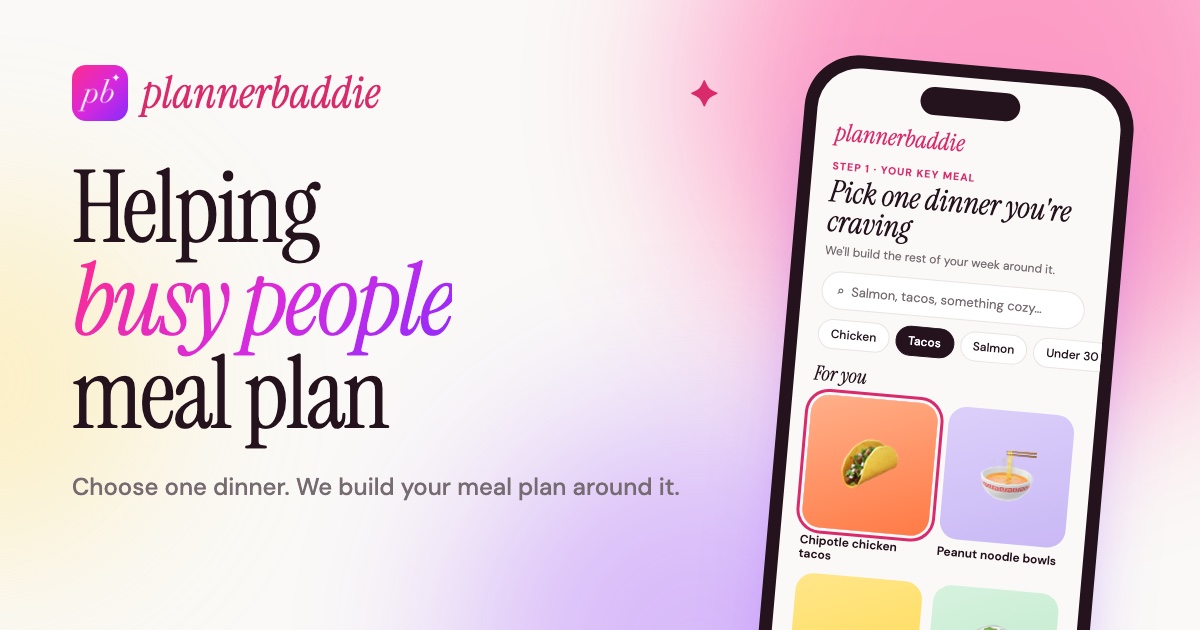 pb
plannerbaddie
Helping
busy people
meal plan
Choose one dinner. We build your meal plan around it.
plannerbaddie
STEP 1 · YOUR KEY MEAL
Pick one dinner you're
craving
We'll build the rest of your week around it.
Salmon, tacos, something cozy...
Chicken
Tacos
Salmon
Under 30
For you
Chipotle chicken
tacos
Peanut noodle bowls